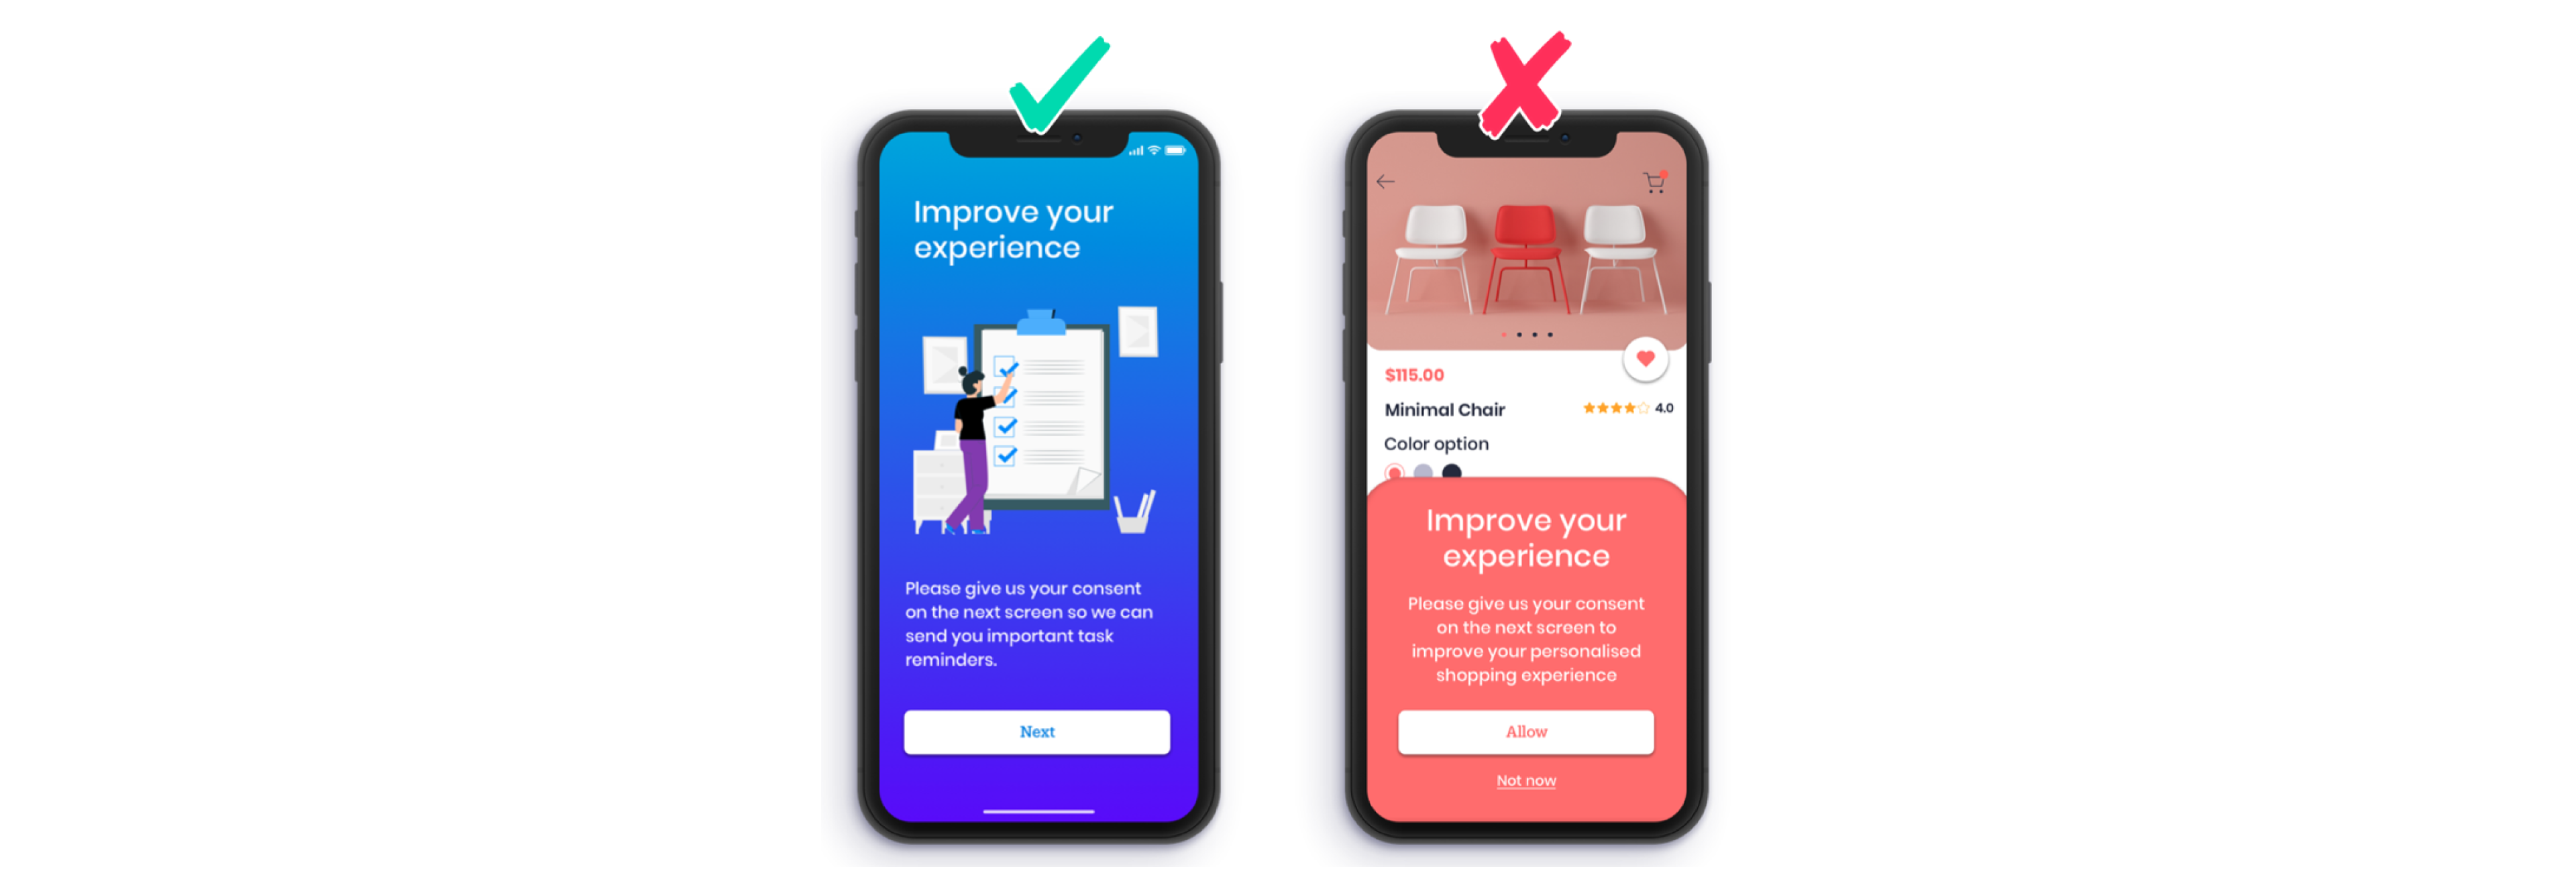 Improve your
experience
Please give us your consent
on the next screen so we can
send you important task
reminders.
Next
$115.00
Minimal Chair
4.0
Color option
Improve your
experience
Please give us your consent
on the next screen to
improve your personalised
shopping experience
Allow
Not now